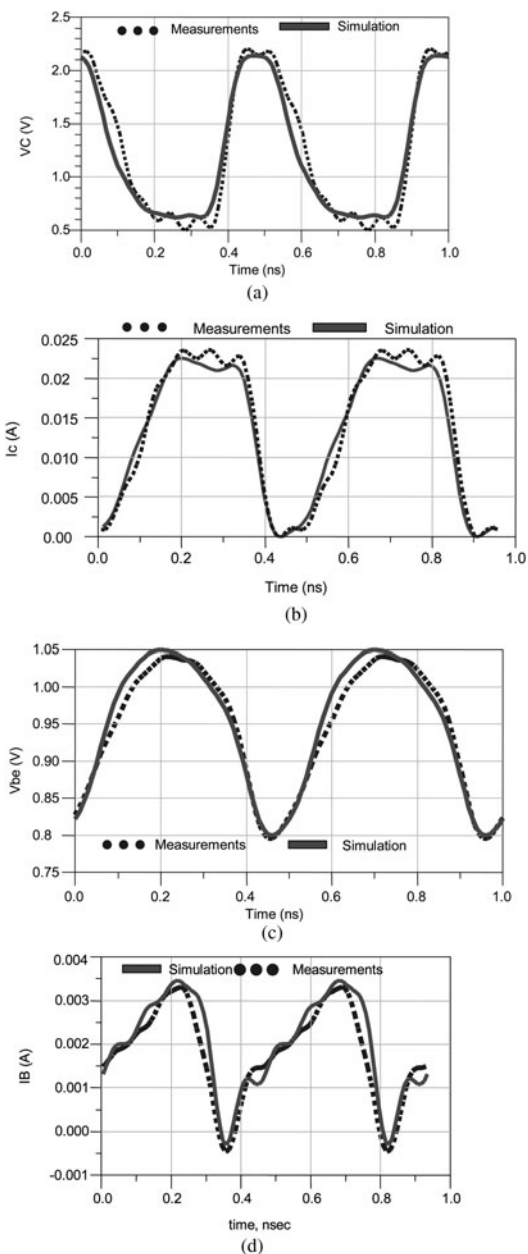 Measurements Simulation
2.5
2.0
1.5
1.0
0.5
VC (V)
0.0 0.2 0.4 0.6 0.8 1.0
Time (ns)
(a)
Measurements Simulation
0.025
0.020
0.015
0.010
0.005
0.00
Ic (A)
0.0 0.2 0.4 0.6 0.8 1.0
Time (ns)
(b)
1.05
1.00
0.95
0.90
0.85
0.8
0.75
Vbe (V)
Measurements Simulation
0.0 0.2 0.4 0.6 0.8 1.0
Time (ns)
(c)
Simulation Measurements
0.004
0.003
0.002
0.001
0.000
-0.001
IB (A)
0.0 0.2 0.4 0.6 0.8 1.0
time, nsec
(d)